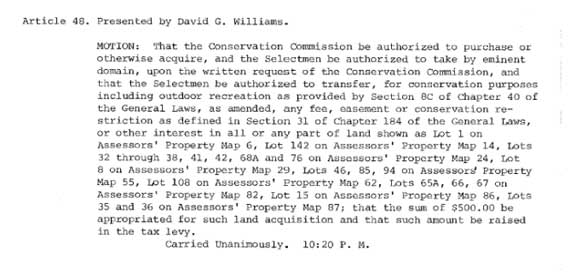 Article 48. Presented by David G. Williams.
MOTION: That the Conservation Commission be authorized to purchase or
otherwise acquire, and the Selectmen be authorized to take by eminent
domain, upon the written request of the Conservation Commission, and
that the Selectmen be authorized to transfer, for conservation purposes
including outdoor recreation as provided by Section 8C of Chapter 40 of
the General Laws, as amended, any fee, easement or conservation re-
striction as defined in Section 31 of Chapter 184 of the General Laws,
or other interest in all or any part of land shown as Lot 1 on
Assessors' Property Map 6, Lot 142 on Assessors' Property Map 14, Lots
32 through 38, 41, 42, 68A and 76 on Assessors' Property Map 24, Lot
8 on Assessors' Property Map 29, Lots 46, 85, 94 on Assessors' Property
Map 55, Lot 108 on Assessors' Property Map 62, Lots 65A, 66, 67 on
Assessors' Property Map 82, Lot 15 on Assessors' Property Map 86, Lots
35 and 36 on Assessors' Property Map 87; that the sum of $500.00 be
appropriated for such land acquisition and that such amount be raised
in the tax levy.
Carried Unanimously. 10:20 P. M.